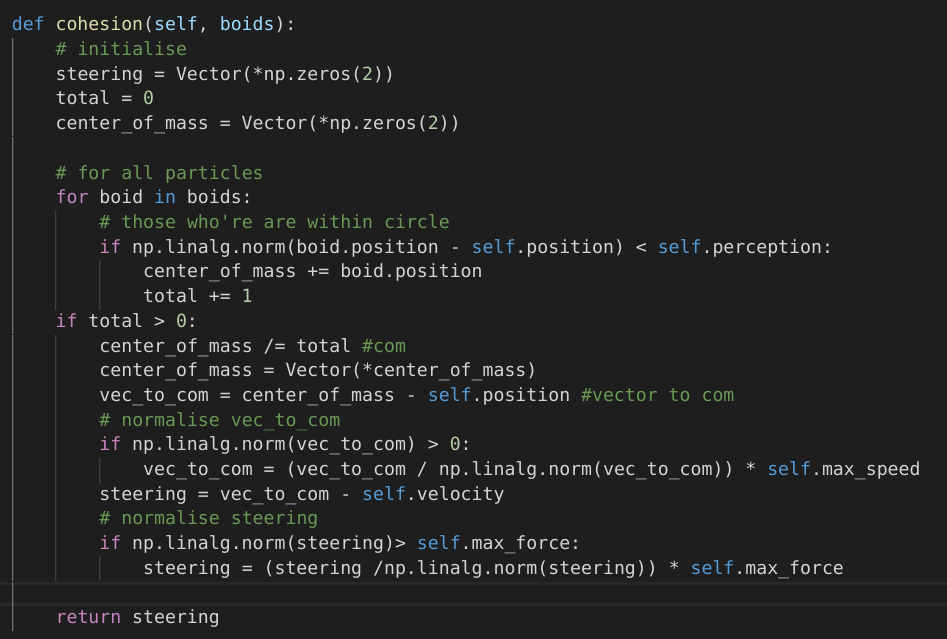 def cohesion(self, boids):
    # initialise
    steering = Vector(*np.zeros(2))
    total = 0
    center_of_mass = Vector(*np.zeros(2))

    # for all particles
    for boid in boids:
        # those who're are within circle
        if np.linalg.norm(boid.position - self.position) < self.perception:
            center_of_mass += boid.position
            total += 1
    if total > 0:
        center_of_mass /= total #com
        center_of_mass = Vector(*center_of_mass)
        vec_to_com = center_of_mass - self.position #vector to com
        # normalise vec_to_com
        if np.linalg.norm(vec_to_com) > 0:
            vec_to_com = (vec_to_com / np.linalg.norm(vec_to_com)) * self.max_speed
        steering = vec_to_com - self.velocity
        # normalise steering
        if np.linalg.norm(steering)> self.max_force:
            steering = (steering /np.linalg.norm(steering)) * self.max_force

    return steering